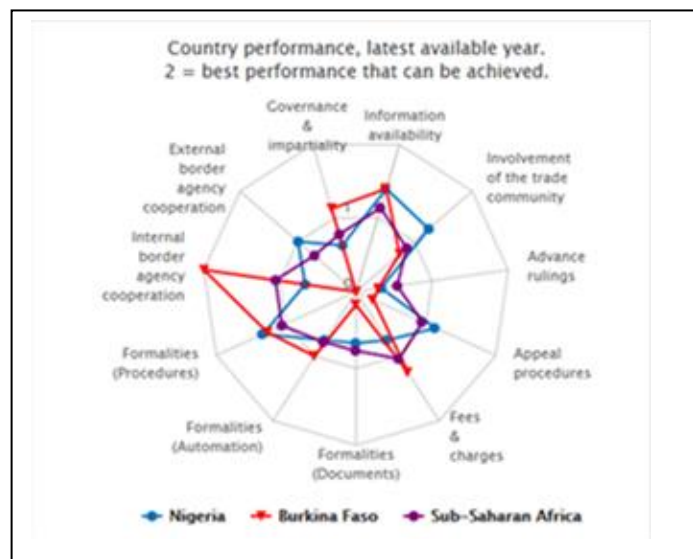 Country performance, latest available year.
2 = best performance that can be achieved.
Governance
&
impartiality
Information
availability
External
border
agency
cooperation
Involvement
of the trade
community
Internal
border
agency
cooperation
1
0
Advance
rulings
Formalities
(Procedures)
Appeal
procedures
Formalities
(Automation)
Formalities
(Documents)
Fees
&
charges
Nigeria
Burkina Faso
Sub-Saharan Africa